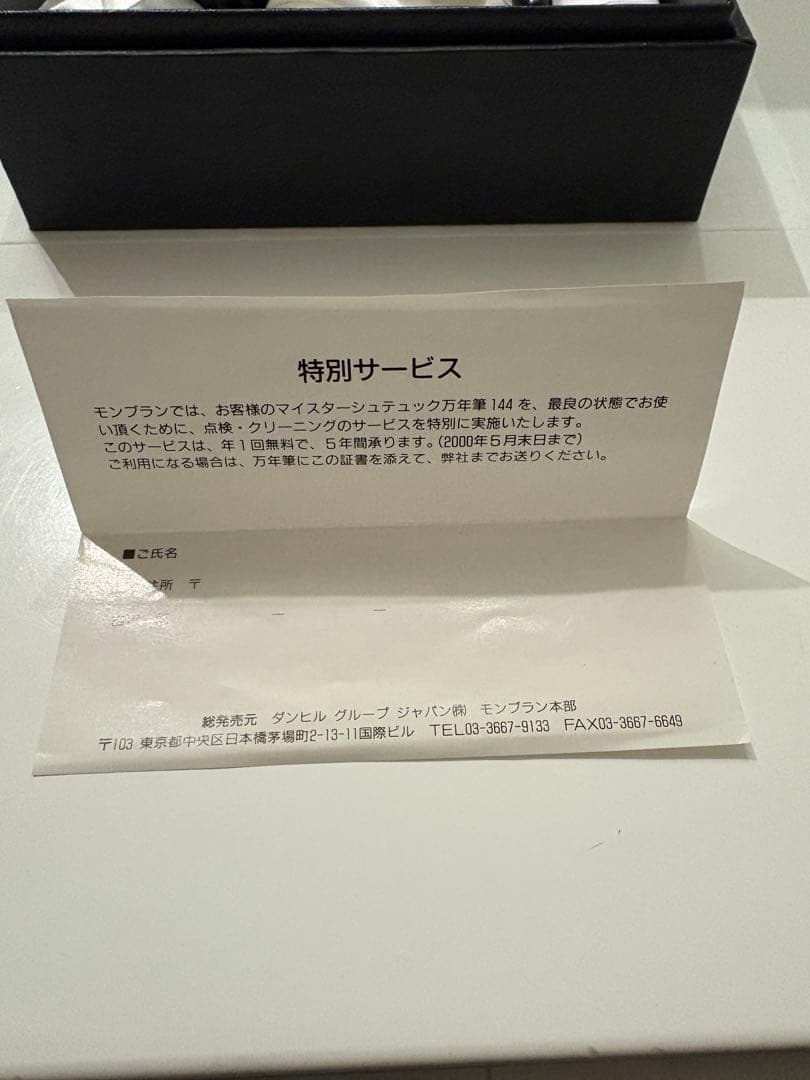 特別サービス
モンブランでは、お客様のマイスターシュテュック万年筆144を、最良の状態でお使
い頂くために、点検・クリーニングのサービスを特別に実施いたします。
このサービスは、年1回無料で、5年間承ります。(2000年5月末日まで)
ご利用になる場合は、万年筆にこの証書を添えて、弊社までお送りください。
■ご氏名
住所 〒
総発売元 ダンヒル グループ ジャパン㈱ モンブラン本部
〒103 東京都中央区日本橋茅場町2-13-11国際ビル TEL03-3667-9133 FAX03-3667-6649